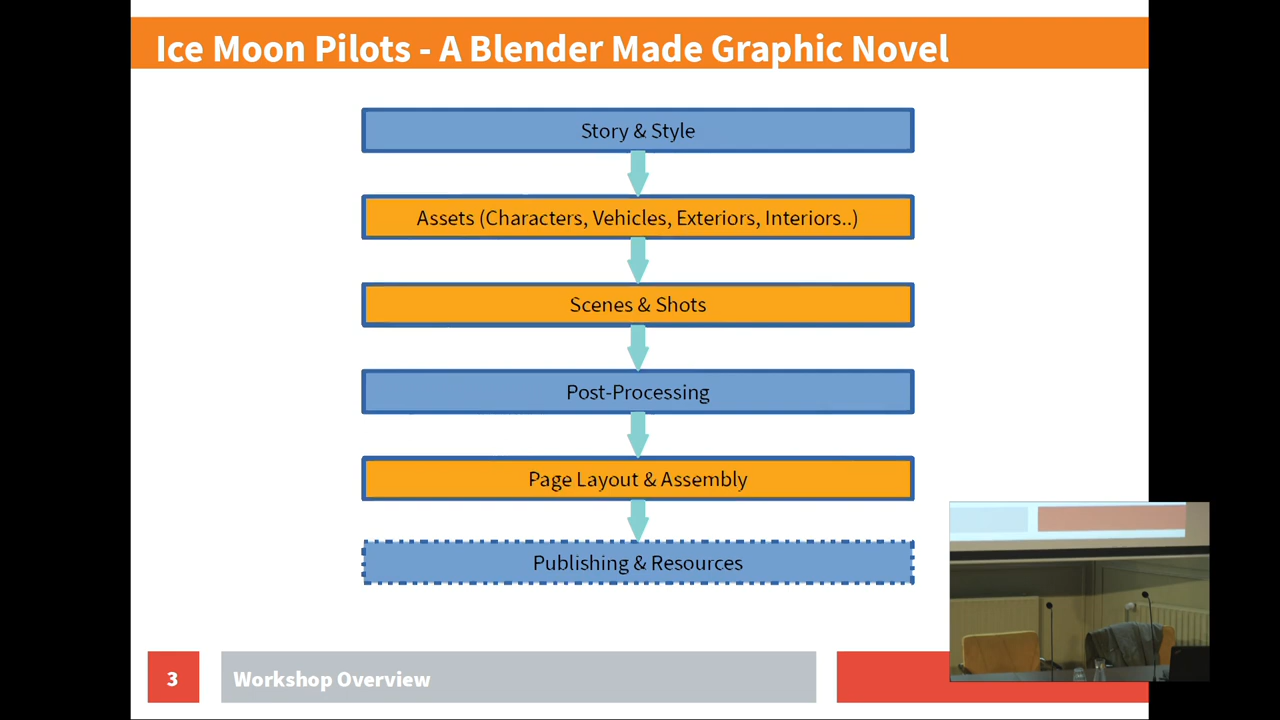 Ice Moon Pilots - A Blender Made Graphic Novel
Story & Style
Assets (Characters, Vehicles, Exteriors, Interiors..)
Scenes & Shots
Post-Processing
Page Layout & Assembly
Publishing & Resources
3
Workshop Overview